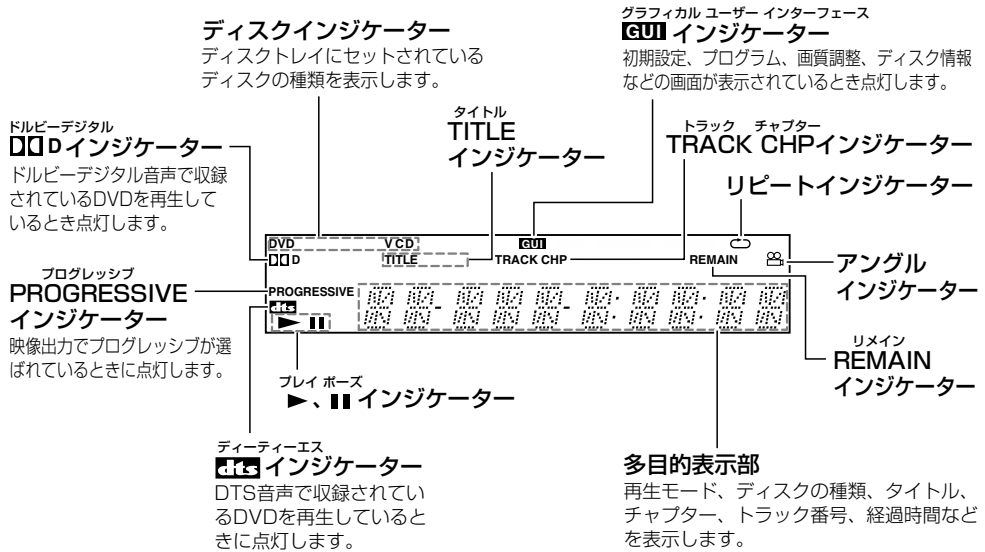 ディスクインジケーター
ディスクトレイにセットされている
ディスクの種類を表示します。
グラフィカル ユーザー インターフェース
GUI インジケーター
初期設定、プログラム、画質調整、ディスク情報
などの画面が表示されているとき点灯します。
ドルビーデジタル
D インジケーター
ドルビーデジタル音声で収録
されているDVDを再生して
いるとき点灯します。
タイトル
TITLE
インジケーター
トラック チャプター
TRACK CHPインジケーター
リピートインジケーター
DVD VCD GUI
D TITLE TRACK CHP REMAIN
PROGRESSIVE
dts
アングル
インジケーター
プログレッシブ
PROGRESSIVE
インジケーター
映像出力でプログレッシブが選
ばれているときに点灯します。
リメイン
REMAIN
インジケーター
プレイ ポーズ
►、❚❚ インジケーター
ディーティーエス
dts インジケーター
DTS音声で収録されてい
るDVDを再生していると
きに点灯します。
多目的表示部
再生モード、ディスクの種類、タイトル、
チャプター、トラック番号、経過時間など
を表示します。